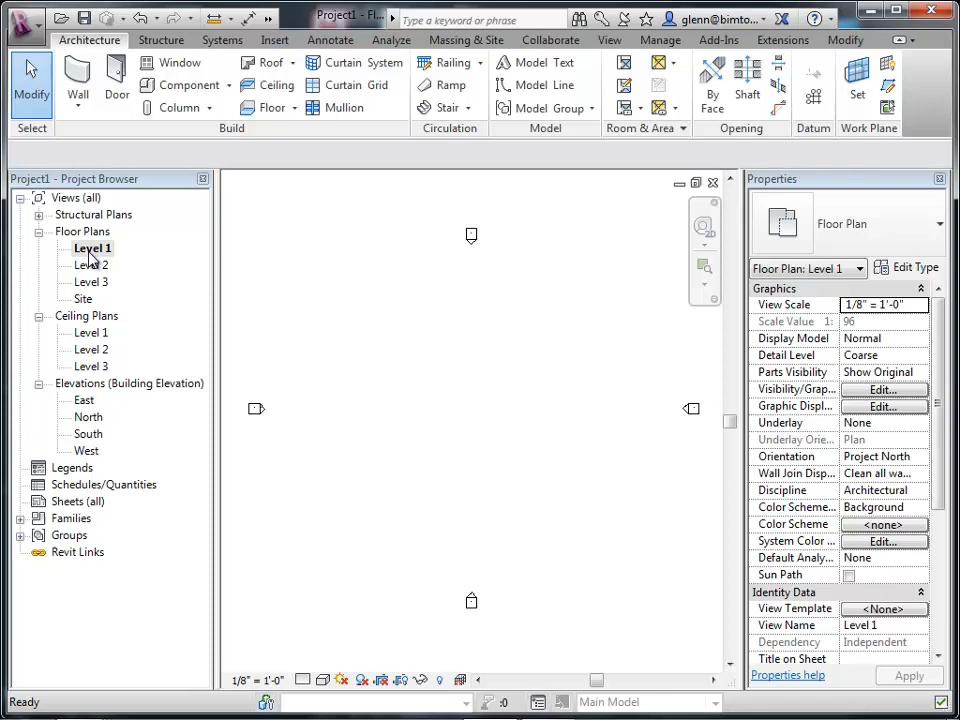 Project1 - Fl...
Type a keyword or phrase
glenn@bimto...
Architecture Structure Systems Insert Annotate Analyze Massing & Site Collaborate View Manage Add-Ins Extensions Modify
Modify
Select
Wall
Door
Window
Component
Column
Roof
Ceiling
Floor
Curtain System
Curtain Grid
Mullion
Build
Railing
Ramp
Stair
Circulation
Model Text
Model Line
Model Group
Model
Room & Area
By Face
Shaft
Opening
Datum
Set
Work Plane
Project1 - Project Browser
Views (all)
Structural Plans
Floor Plans
Level 1
Level 2
Level 3
Site
Ceiling Plans
Level 1
Level 2
Level 3
Elevations (Building Elevation)
East
North
South
West
Legends
Schedules/Quantities
Sheets (all)
Families
Groups
Revit Links
2D
1/8" = 1'-0"
Properties
Floor Plan
Floor Plan: Level 1 Edit Type
Graphics
View Scale 1/8" = 1'-0"
Scale Value 1: 96
Display Model Normal
Detail Level Coarse
Parts Visibility Show Original
Visibility/Grap... Edit...
Graphic Displ... Edit...
Underlay None
Underlay Orie... Plan
Orientation Project North
Wall Join Disp... Clean all wa...
Discipline Architectural
Color Scheme... Background
Color Scheme <none>
System Color ... Edit...
Default Analy... None
Sun Path
Identity Data
View Template <None>
View Name Level 1
Dependency Independent
Title on Sheet
Properties help Apply
Ready :0 Main Model